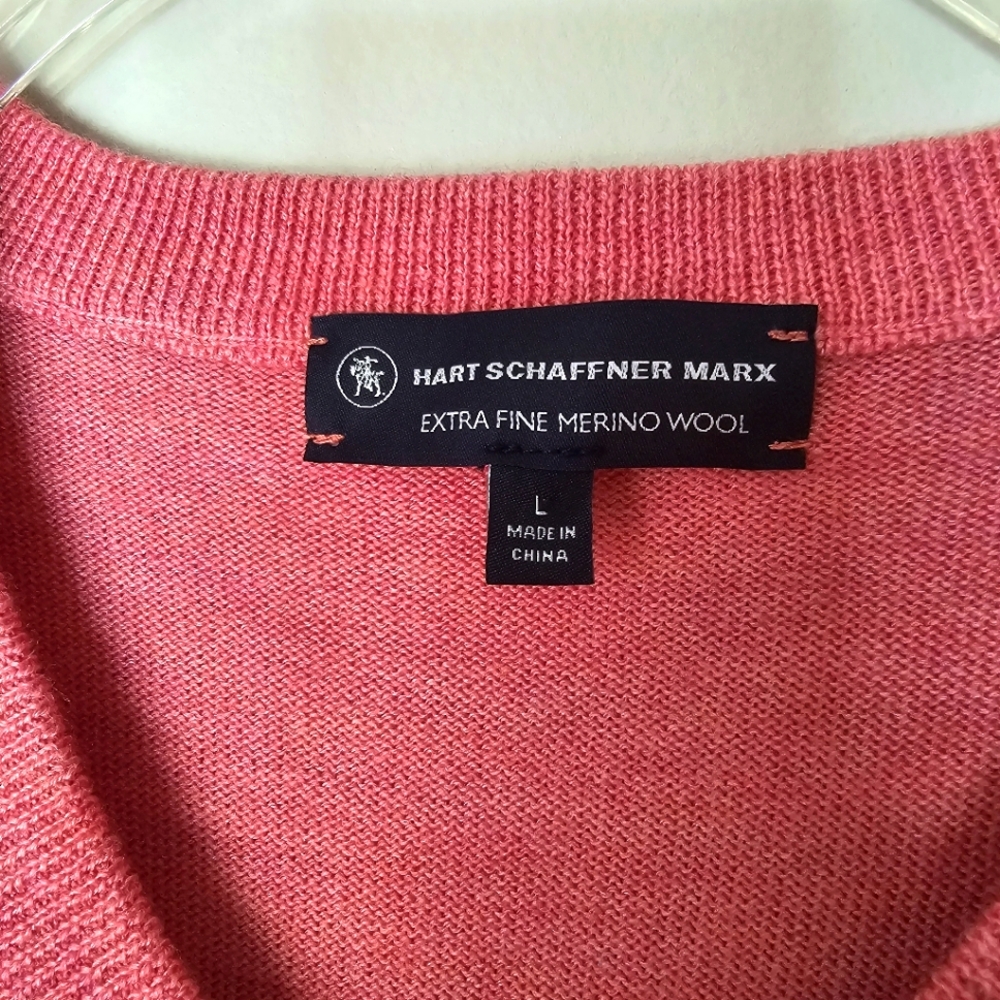 HART SCHAFFNER MARX
EXTRA FINE MERINO WOOL
L
MADE IN
CHINA